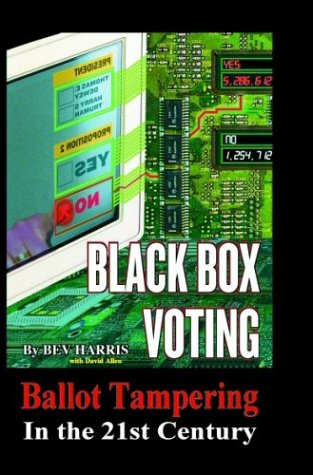 PRESIDENT
THOMAS E.
DEWEY
HARRY S
TRUMAN
PROPOSITION 2
YES
NO
YES
5,286,612
NO
1,254,712
BLACK BOX
VOTING
By BEV HARRIS
with David Allen
Ballot Tampering
In the 21st Century